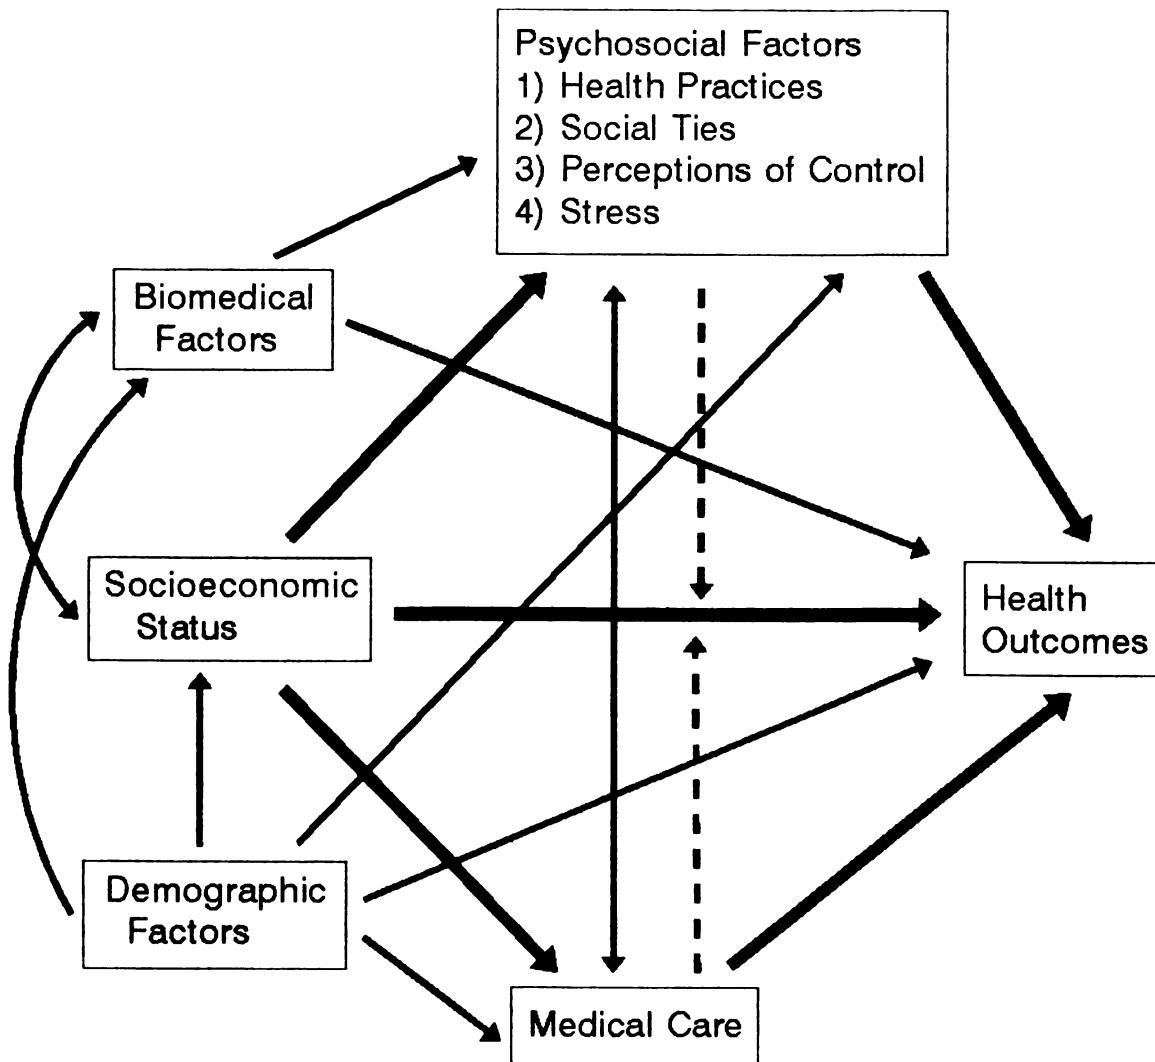 Psychosocial Factors
1) Health Practices
2) Social Ties
3) Perceptions of Control
4) Stress
Biomedical
Factors
Socioeconomic
Status
Health
Outcomes
Demographic
Factors
Medical Care